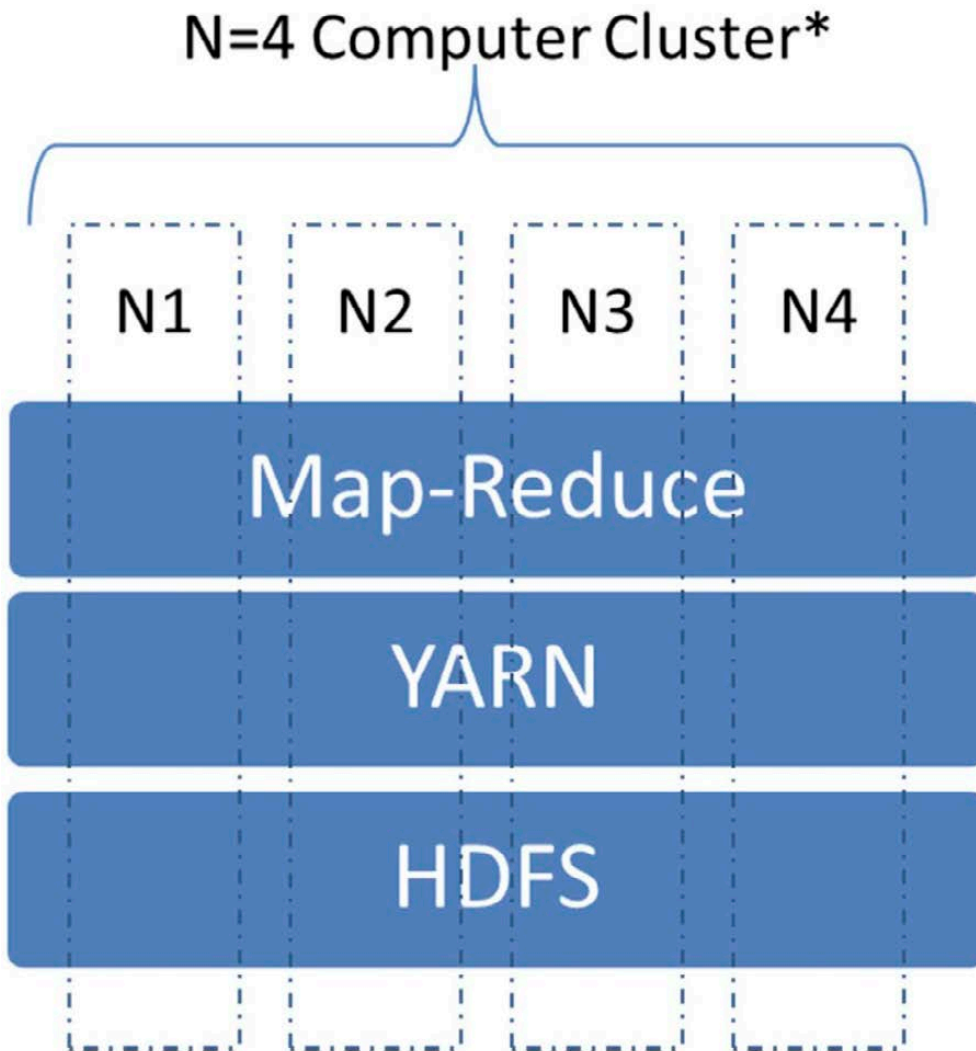 N=4 Computer Cluster*
N1 N2 N3 N4
Map-Reduce
YARN
HDFS